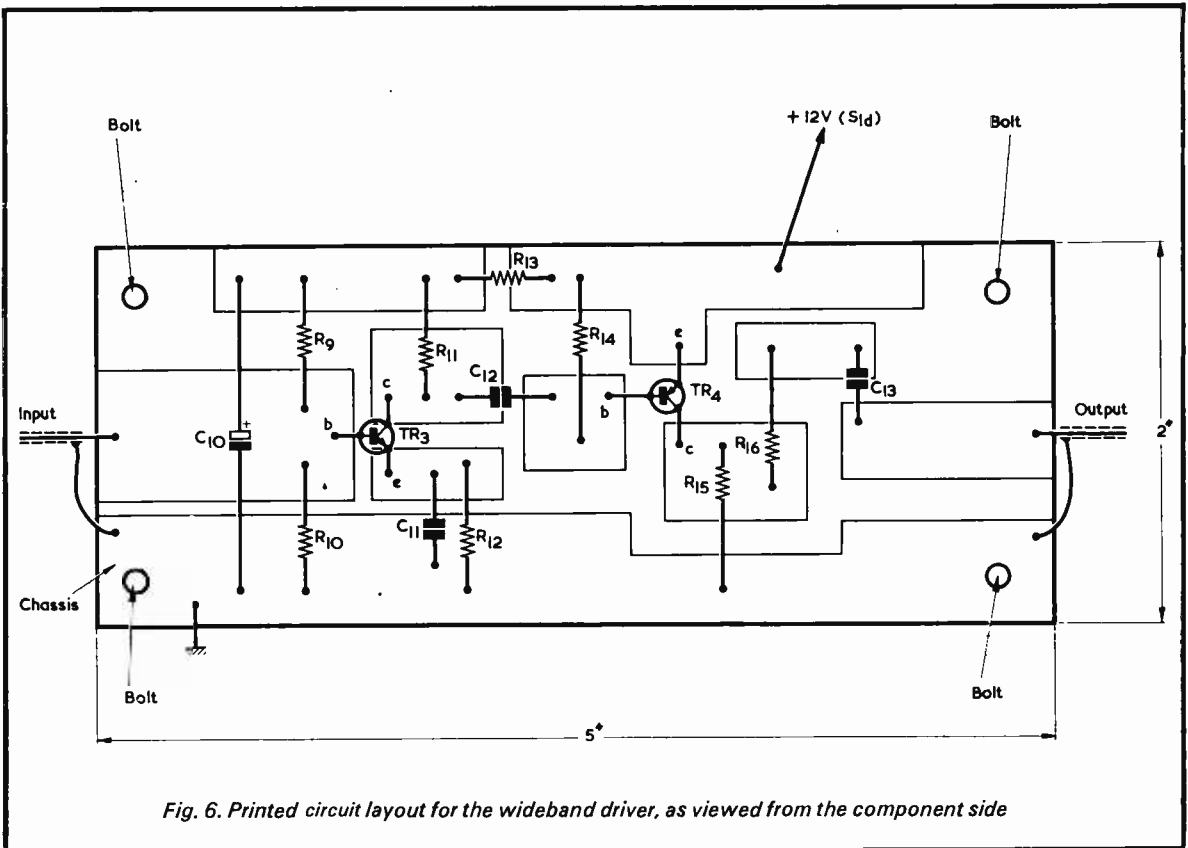 Bolt
+12V (S1d)
Bolt
R13
R9
R11
R14
e
C12
c
TR4
C13
Input
b
b
Output
C10
+
TR3
c
R16
2"
e
R15
C11
R10
R12
Chassis
Bolt
Bolt
5"
Fig. 6. Printed circuit layout for the wideband driver, as viewed from the component side